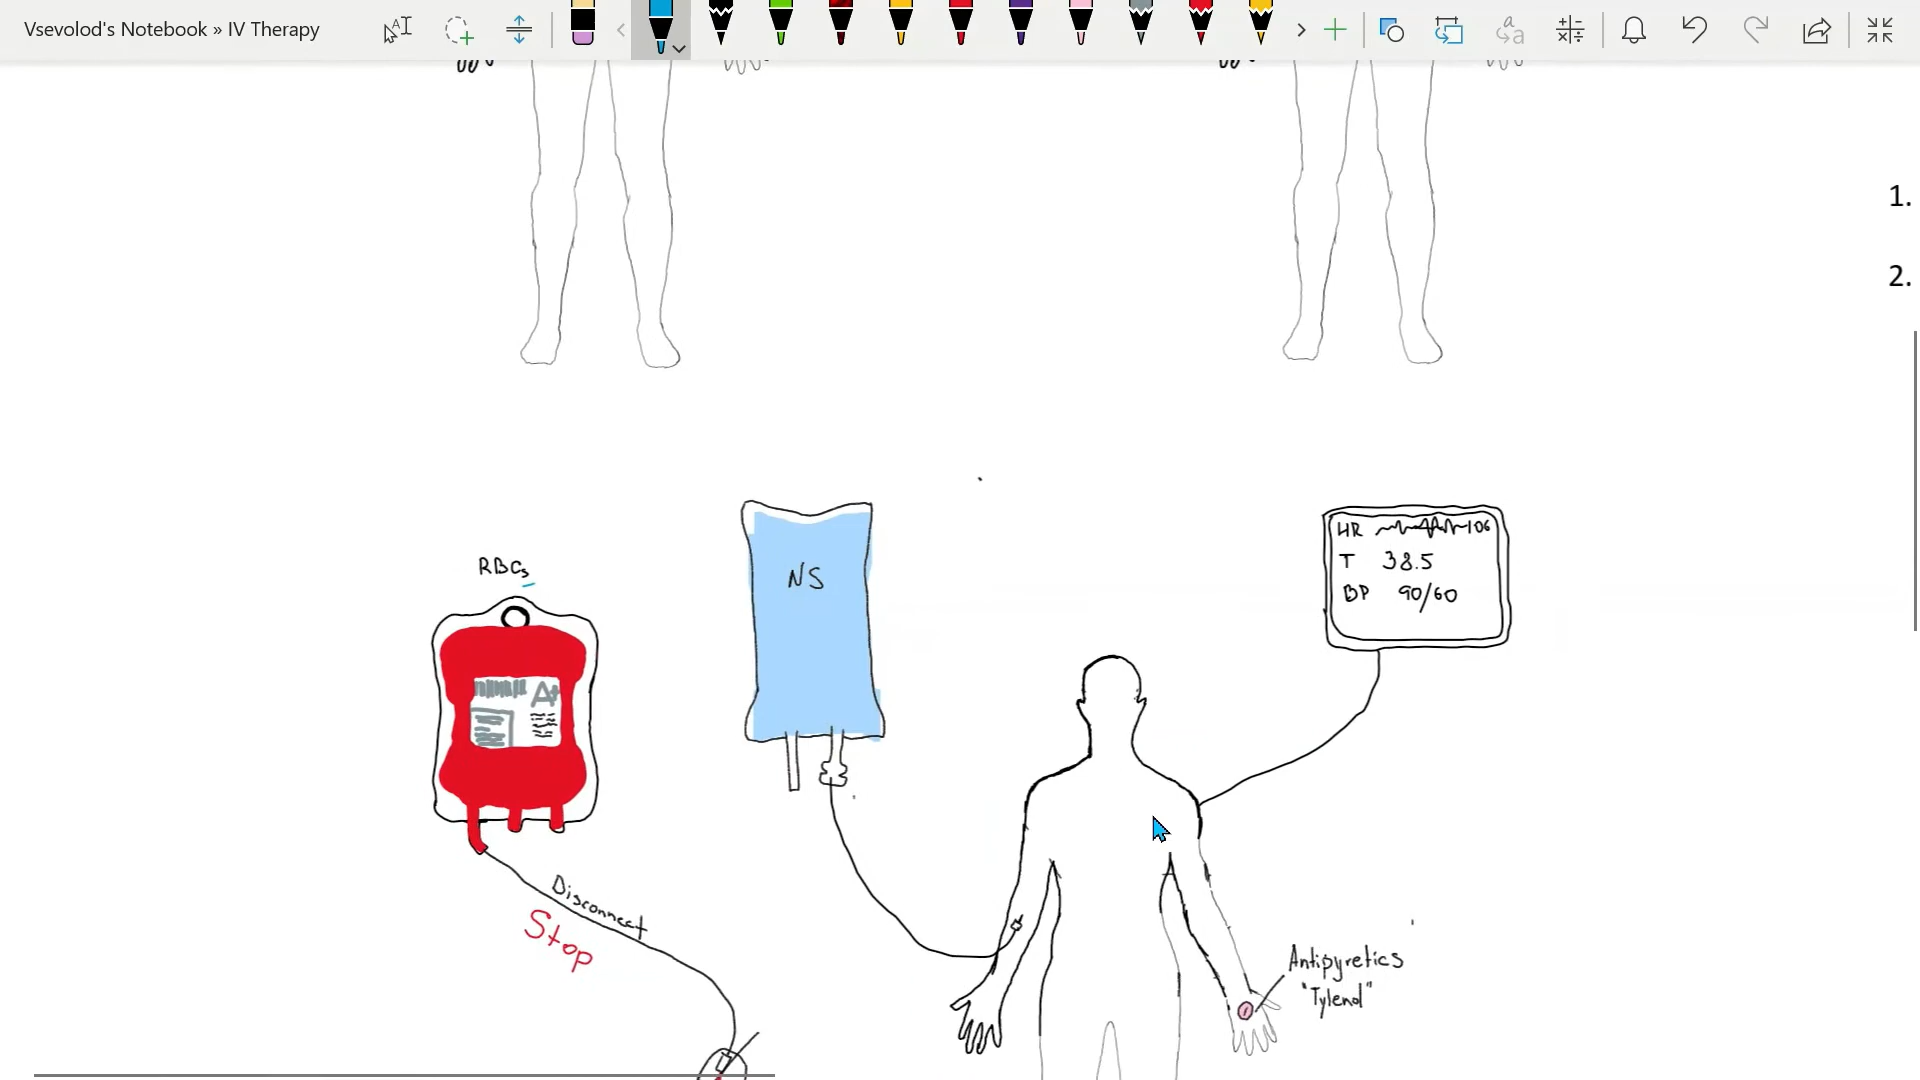 Vsevolod's Notebook » IV Therapy
1.
2.
HR 106
T 38.5
BP 90/60
RBCs
NS
A+
Disconnect
Stop
Antipyretics
"Tylenol"